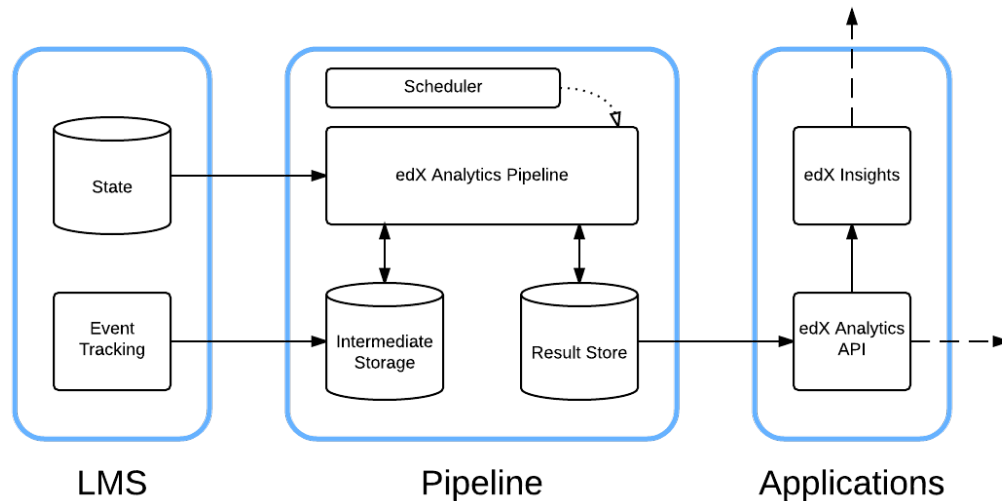 Scheduler
State
edX Analytics Pipeline
edX Insights
Event
Tracking
Intermediate
Storage
Result Store
edX Analytics
API
LMS
Pipeline
Applications